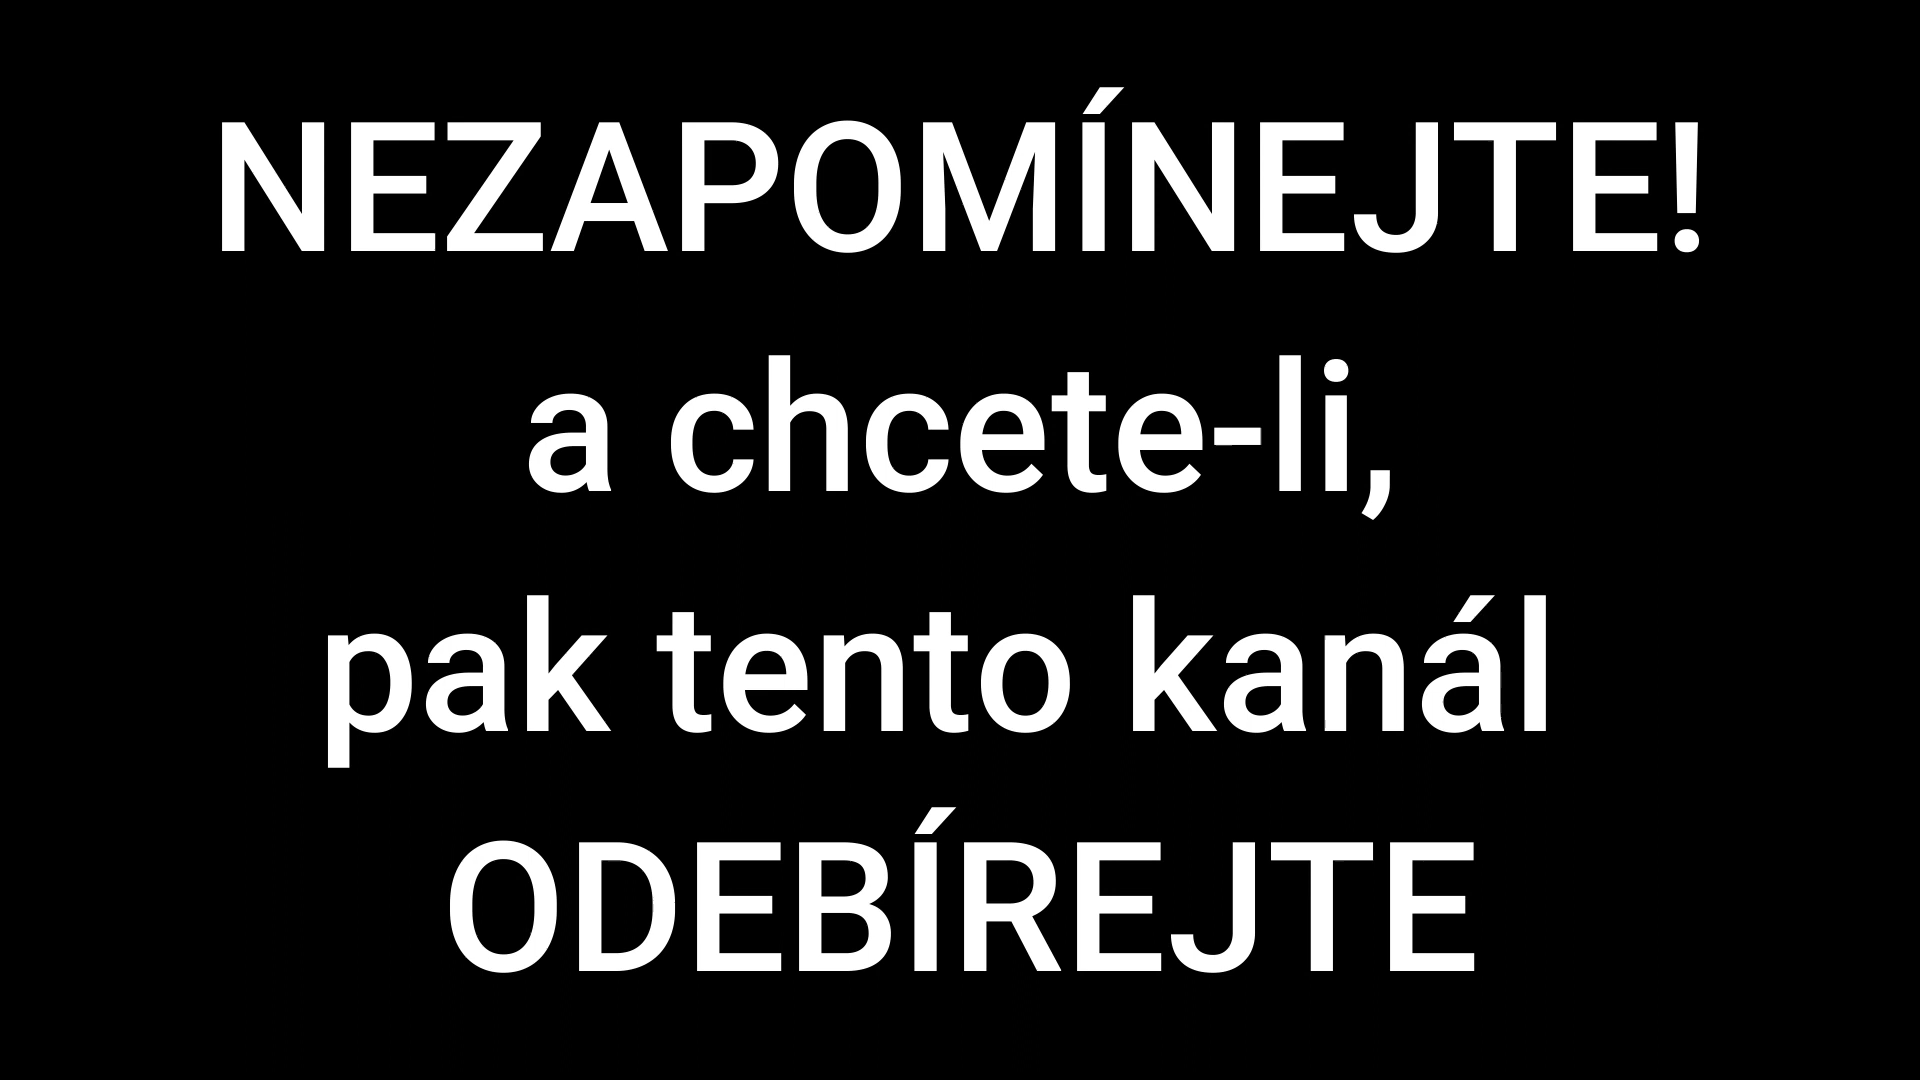 NEZAPOMÍNEJTE!
a chcete-li,
pak tento kanál
ODEBÍREJTE